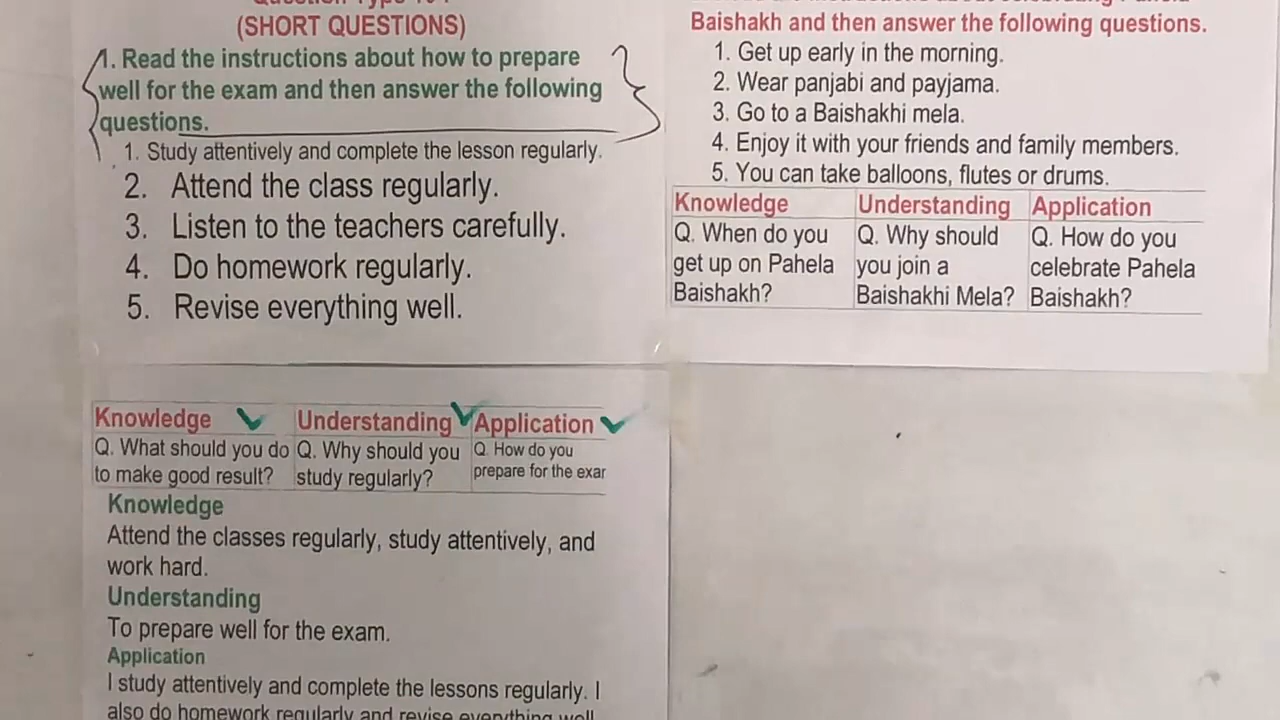 (SHORT QUESTIONS)
1. Read the instructions about how to prepare
well for the exam and then answer the following
questions.
1. Study attentively and complete the lesson regularly.
2. Attend the class regularly.
3. Listen to the teachers carefully.
4. Do homework regularly.
5. Revise everything well.
Knowledge Understanding Application
Q. What should you do Q. Why should you Q. How do you
to make good result? study regularly? prepare for the exar
Knowledge
Attend the classes regularly, study attentively, and
work hard.
Understanding
To prepare well for the exam.
Application
I study attentively and complete the lessons regularly. I
also do homework regularly and revise everything well
Baishakh and then answer the following questions.
1. Get up early in the morning.
2. Wear panjabi and payjama.
3. Go to a Baishakhi mela.
4. Enjoy it with your friends and family members.
5. You can take balloons, flutes or drums.
Knowledge Understanding Application
Q. When do you Q. Why should Q. How do you
get up on Pahela you join a celebrate Pahela
Baishakh? Baishakhi Mela? Baishakh?